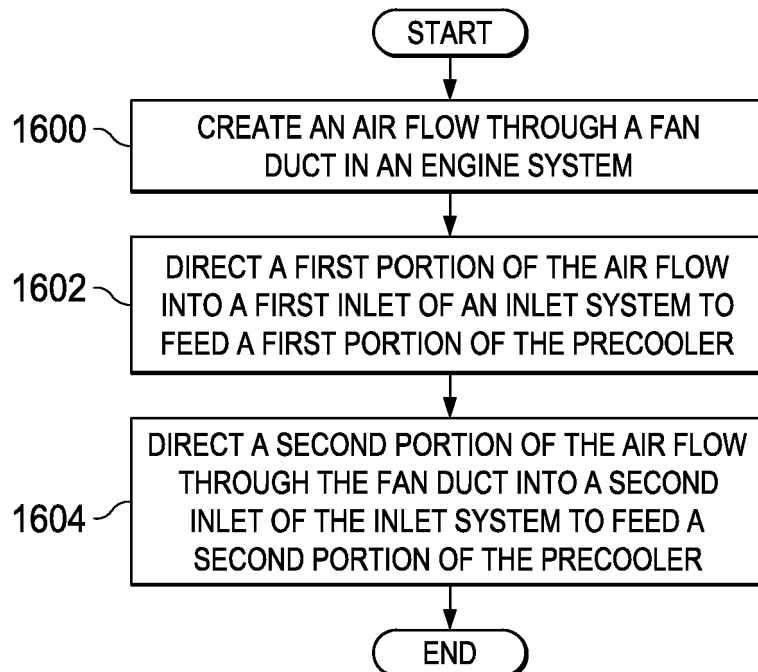 START
1600
CREATE AN AIR FLOW THROUGH A FAN
DUCT IN AN ENGINE SYSTEM
1602
DIRECT A FIRST PORTION OF THE AIR FLOW
INTO A FIRST INLET OF AN INLET SYSTEM TO
FEED A FIRST PORTION OF THE PRECOOLER
1604
DIRECT A SECOND PORTION OF THE AIR FLOW
THROUGH THE FAN DUCT INTO A SECOND
INLET OF THE INLET SYSTEM TO FEED A
SECOND PORTION OF THE PRECOOLER
END